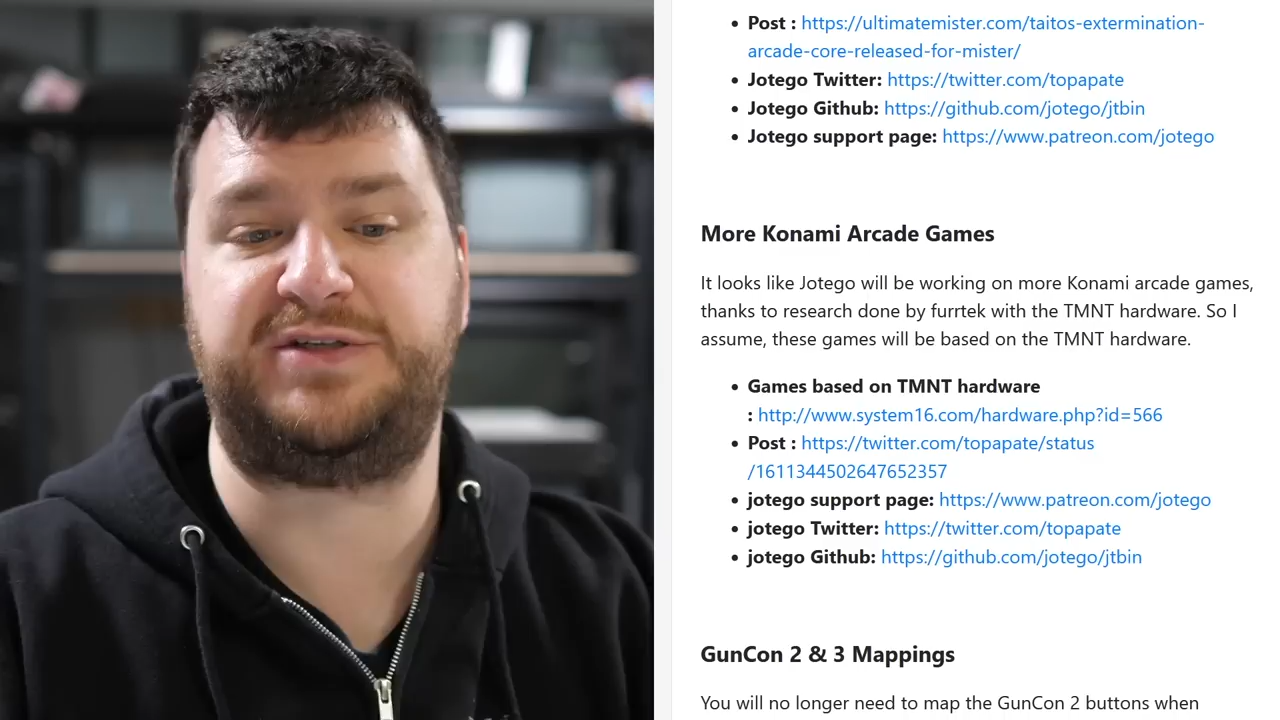 Post : https://ultimatemister.com/taitos-extermination-
arcade-core-released-for-mister/
Jotego Twitter: https://twitter.com/topapate
Jotego Github: https://github.com/jotego/jtbin
Jotego support page: https://www.patreon.com/jotego
More Konami Arcade Games
It looks like Jotego will be working on more Konami arcade games,
thanks to research done by furrtek with the TMNT hardware. So I
assume, these games will be based on the TMNT hardware.
Games based on TMNT hardware
: http://www.system16.com/hardware.php?id=566
Post : https://twitter.com/topapate/status
/1611344502647652357
jotego support page: https://www.patreon.com/jotego
jotego Twitter: https://twitter.com/topapate
jotego Github: https://github.com/jotego/jtbin
GunCon 2 & 3 Mappings
You will no longer need to map the GunCon 2 buttons when